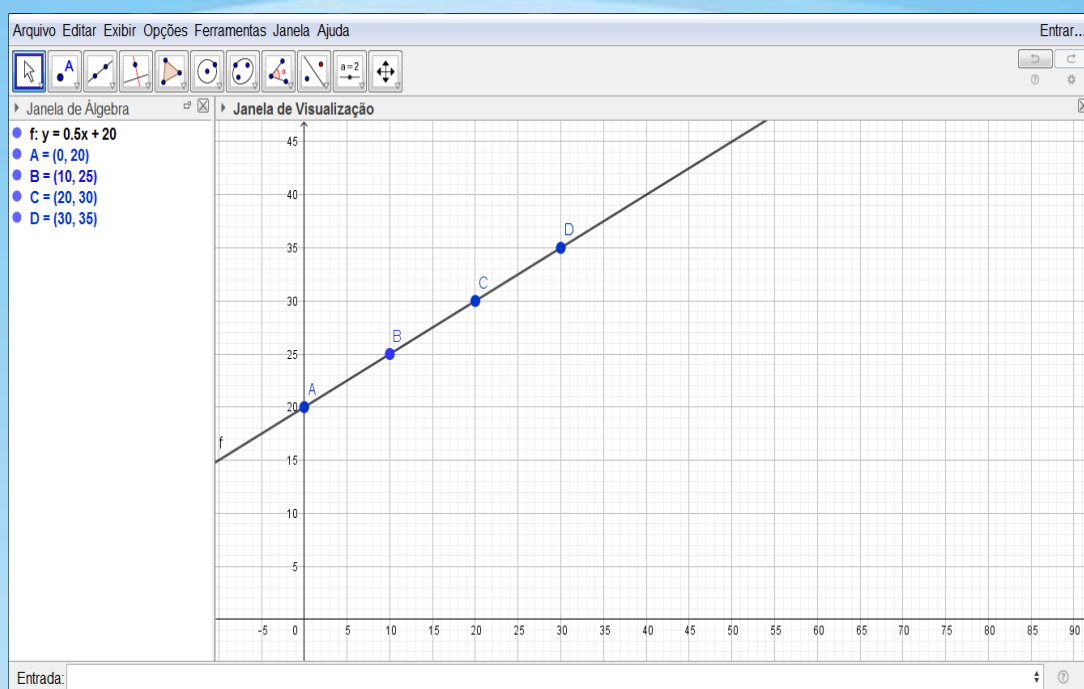 Arquivo Editar Exibir Opções Ferramentas Janela Ajuda Entrar...
A a=2
Janela de Álgebra
Janela de Visualização
f: y = 0.5x + 20
A = (0, 20)
B = (10, 25)
C = (20, 30)
D = (30, 35)
45
40
35
30
25
20
15
10
5
D
C
B
A
f
-5 0 5 10 15 20 25 30 35 40 45 50 55 60 65 70 75 80 85 90
Entrada: